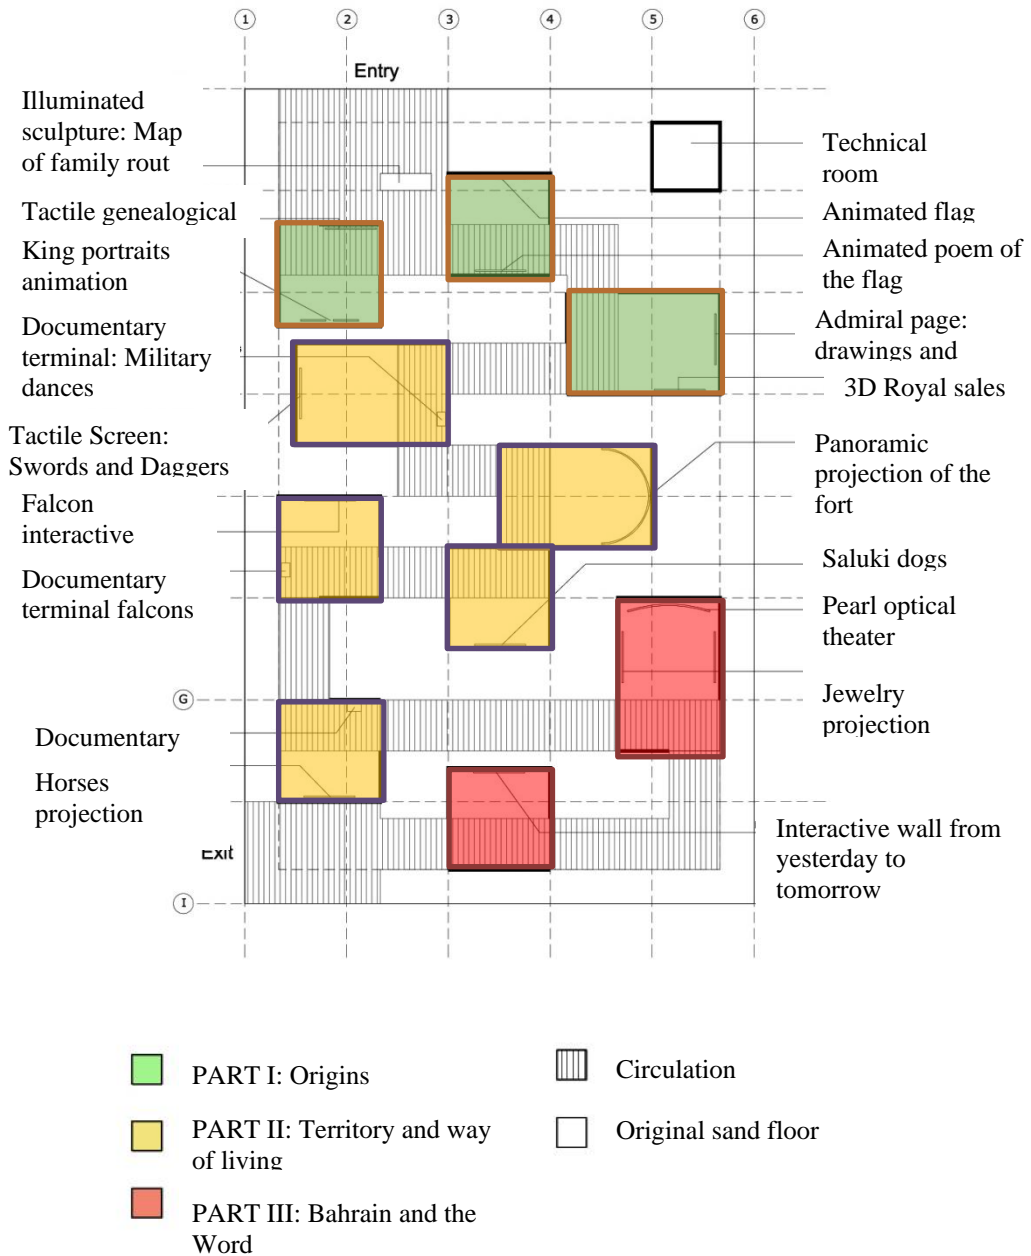 1 2 3 4 5 6
Entry
Illuminated
sculpture: Map
of family rout
Tactile genealogical
King portraits
animation
Documentary
terminal: Military
dances
Tactile Screen:
Swords and Daggers
Falcon
interactive
Documentary
terminal falcons
G
Documentary
Horses
projection
Exit
I
Technical
room
Animated flag
Animated poem of
the flag
Admiral page:
drawings and
3D Royal sales
Panoramic
projection of the
fort
Saluki dogs
Pearl optical
theater
Jewelry
projection
Interactive wall from
yesterday to
tomorrow
PART I: Origins
PART II: Territory and way
of living
PART III: Bahrain and the
Word
Circulation
Original sand floor